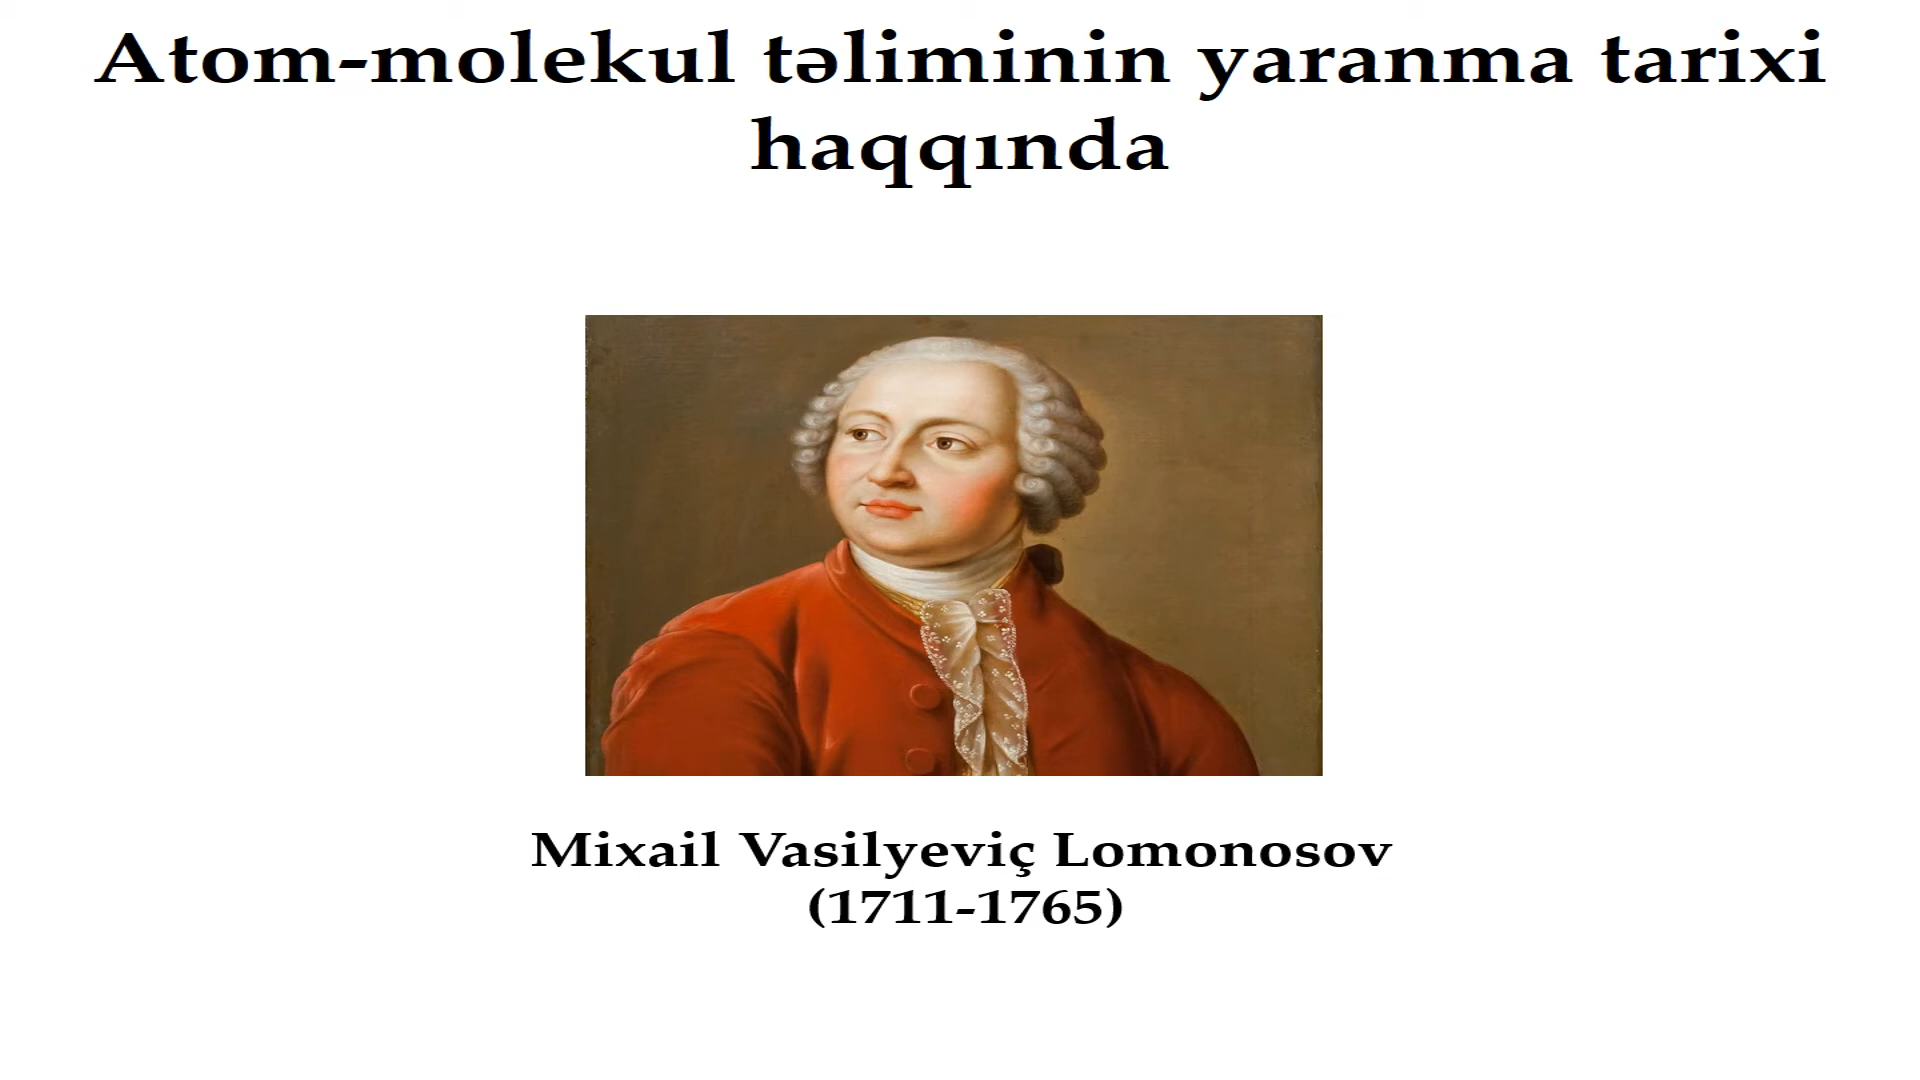 Atom-molekul təliminin yaranma tarixi
haqqında
Mixail Vasilyeviç Lomonosov
(1711-1765)